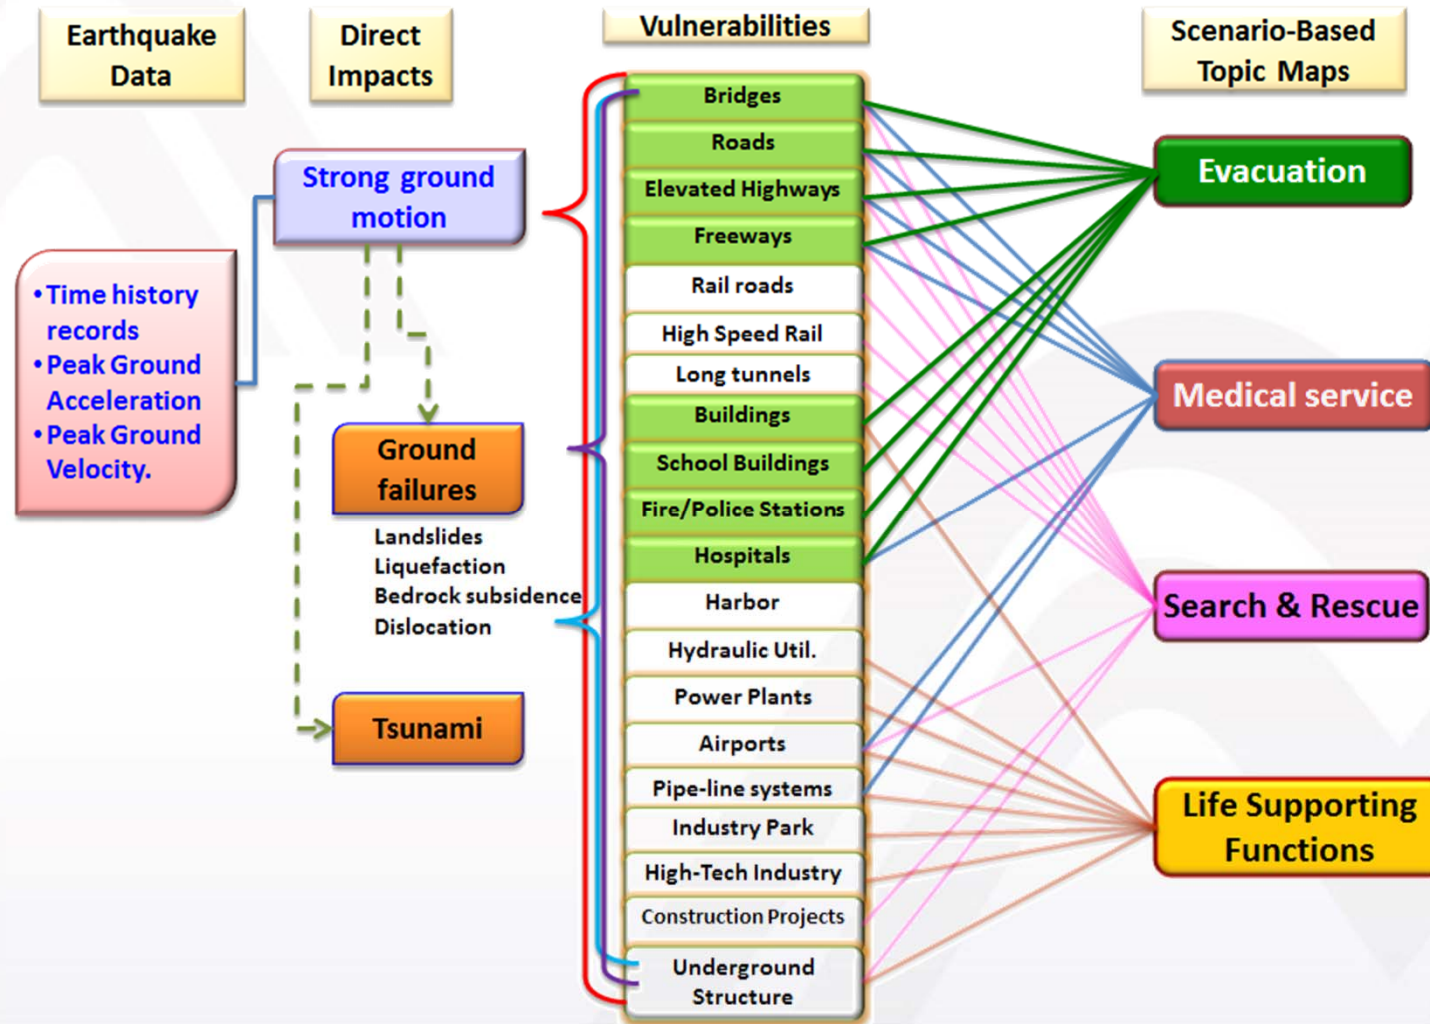 Earthquake
Data
Direct
Impacts
Vulnerabilities
Scenario-Based
Topic Maps
Strong ground
motion
•Time history
records
•Peak Ground
Acceleration
•Peak Ground
Velocity.
Ground
failures
Landslides
Liquefaction
Bedrock subsidence
Dislocation
Tsunami
Bridges
Roads
Elevated Highways
Freeways
Rail roads
High Speed Rail
Long tunnels
Buildings
School Buildings
Fire/Police Stations
Hospitals
Harbor
Hydraulic Util.
Power Plants
Airports
Pipe-line systems
Industry Park
High-Tech Industry
Construction Projects
Underground
Structure
Evacuation
Medical service
Search & Rescue
Life Supporting
Functions